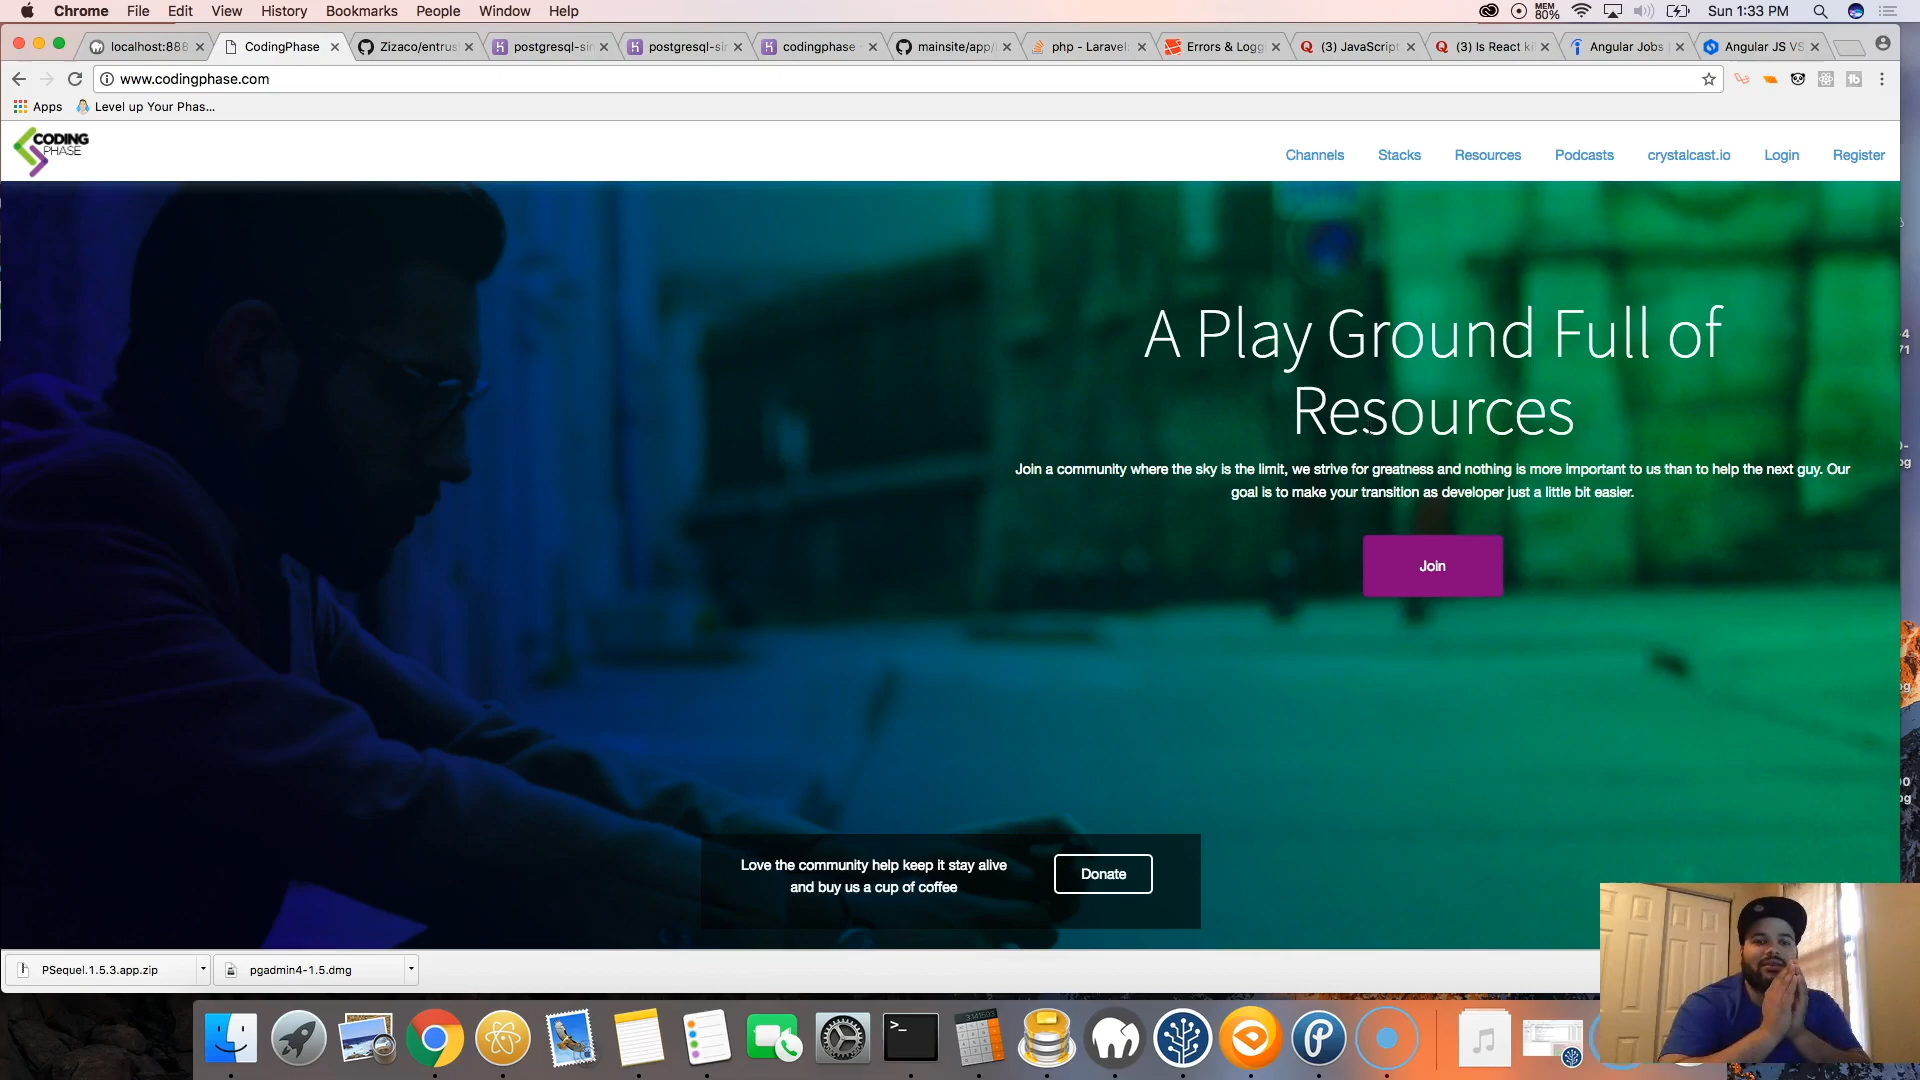 Chrome File Edit View History Bookmarks People Window Help
MEM 80% Sun 1:33 PM
localhost:888 CodingPhase Zizaco/entrus postgresql-sin postgresql-sin codingphase mainsite/app/ php - Laravel Errors & Logg (3) JavaScript (3) Is React ki Angular Jobs Angular JS VS
www.codingphase.com
Apps Level up Your Phas...
CODING
PHASE
Channels Stacks Resources Podcasts crystalcast.io Login Register
A Play Ground Full of
Resources
Join a community where the sky is the limit, we strive for greatness and nothing is more important to us than to help the next guy. Our
goal is to make your transition as developer just a little bit easier.
Join
Love the community help keep it stay alive
and buy us a cup of coffee
Donate
PSequel.1.5.3.app.zip pgadmin4-1.5.dmg